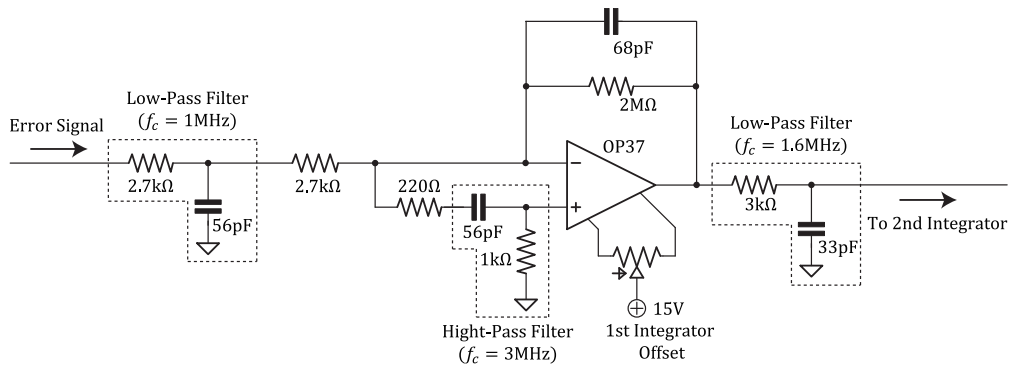 68pF
2MΩ
Low-Pass Filter
(fc = 1MHz)
Error Signal
2.7kΩ
56pF
2.7kΩ
220Ω
56pF
1kΩ
Hight-Pass Filter
(fc = 3MHz)
OP37
−
+
15V
1st Integrator
Offset
Low-Pass Filter
(fc = 1.6MHz)
3kΩ
33pF
To 2nd Integrator